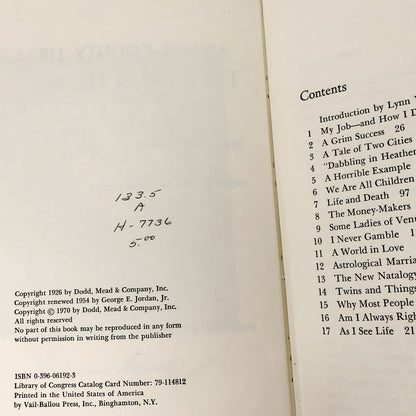 133.5
A
H-7736
5.00
Copyright 1926 by Dodd, Mead & Company, Inc.
Copyright renewed 1954 by George E. Jordan, Jr.
Copyright © 1970 by Dodd, Mead & Company, Inc.
All rights reserved
No part of this book may be reproduced in any form
without permission in writing from the publisher
ISBN 0-396-06192-3
Library of Congress Catalog Card Number: 79-114812
Printed in the United States of America
by Vail-Ballou Press, Inc., Binghamton, N.Y.
Contents
Introduction by Lynn
1 My Job—and How I D
2 A Grim Success 26
3 A Tale of Two Cities
4 "Dabbling in Heathen
5 A Horrible Example
6 We Are All Children
7 Life and Death 97
8 The Money-Makers
9 Some Ladies of Venu
10 I Never Gamble
11 A World in Love
12 Astrological Marria
13 The New Natalogy
14 Twins and Things
15 Why Most People
16 Am I Always Righ
17 As I See Life 21